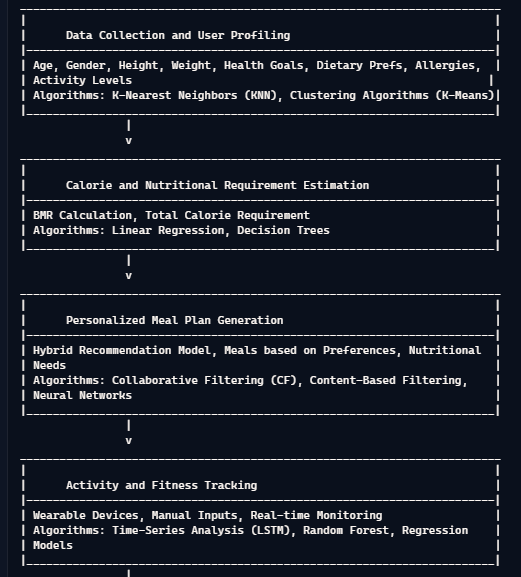 Data Collection and User Profiling
Age, Gender, Height, Weight, Health Goals, Dietary Prefs, Allergies,
Activity Levels
Algorithms: K-Nearest Neighbors (KNN), Clustering Algorithms (K-Means)
v
Calorie and Nutritional Requirement Estimation
BMR Calculation, Total Calorie Requirement
Algorithms: Linear Regression, Decision Trees
v
Personalized Meal Plan Generation
Hybrid Recommendation Model, Meals based on Preferences, Nutritional
Needs
Algorithms: Collaborative Filtering (CF), Content-Based Filtering,
Neural Networks
v
Activity and Fitness Tracking
Wearable Devices, Manual Inputs, Real-time Monitoring
Algorithms: Time-Series Analysis (LSTM), Random Forest, Regression
Models